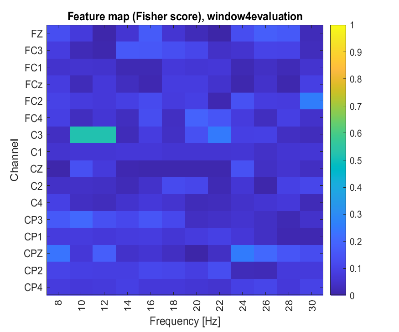 Feature map (Fisher score), window4evaluation
FZ
FC3
FC1
FCz
FC2
FC4
C3
C1
CZ
C2
C4
CP3
CP1
CPZ
CP2
CP4
Channel
8 10 12 14 16 18 20 22 24 26 28 30
Frequency [Hz]
1
0.9
0.8
0.7
0.6
0.5
0.4
0.3
0.2
0.1
0